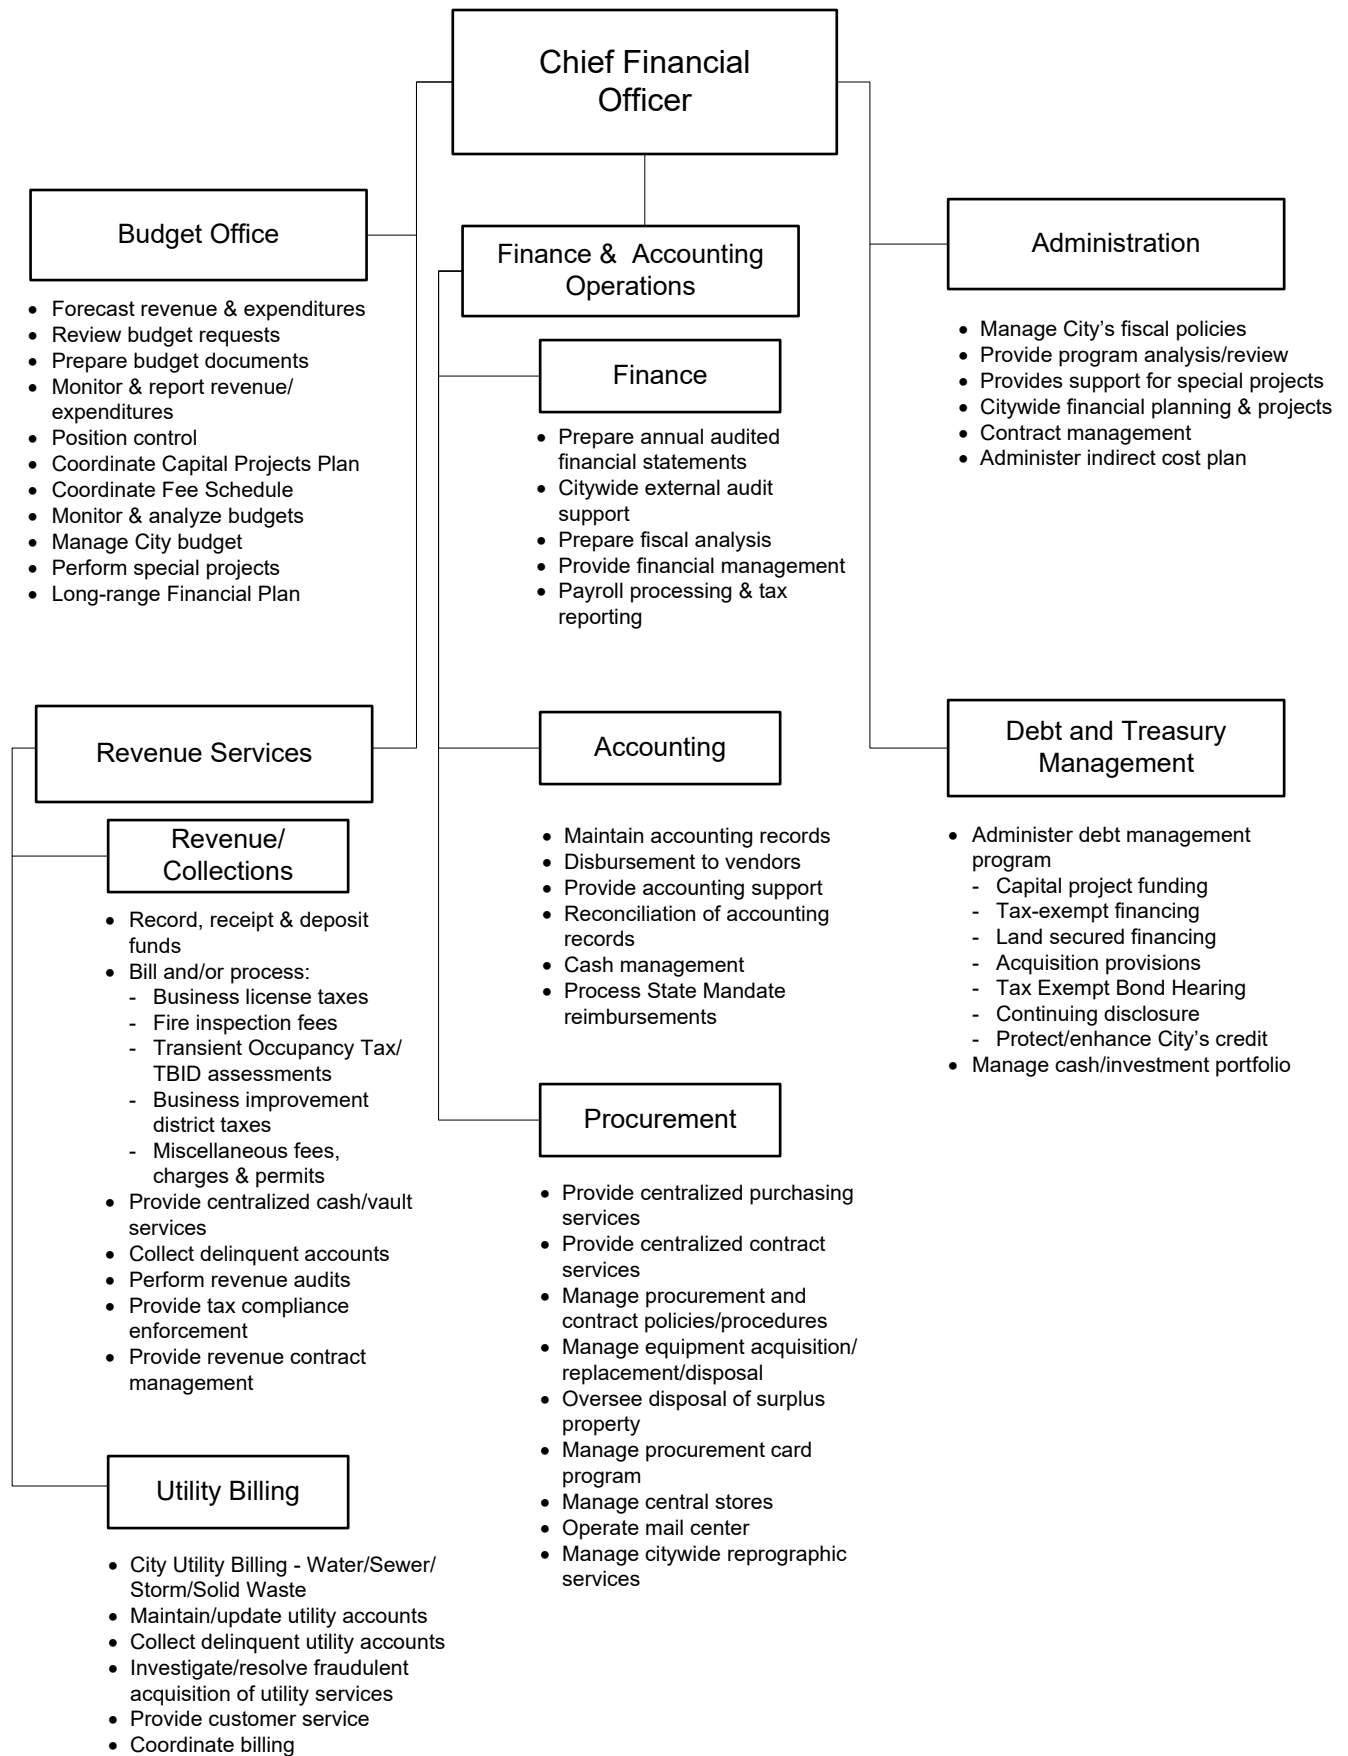 Chief Financial
Officer
Budget Office
• Forecast revenue & expenditures
• Review budget requests
• Prepare budget documents
• Monitor & report revenue/
expenditures
• Position control
• Coordinate Capital Projects Plan
• Coordinate Fee Schedule
• Monitor & analyze budgets
• Manage City budget
• Perform special projects
• Long-range Financial Plan
Revenue Services
Revenue/
Collections
• Record, receipt & deposit
funds
• Bill and/or process:
- Business license taxes
- Fire inspection fees
- Transient Occupancy Tax/
TBID assessments
- Business improvement
district taxes
- Miscellaneous fees,
charges & permits
• Provide centralized cash/vault
services
• Collect delinquent accounts
• Perform revenue audits
• Provide tax compliance
enforcement
• Provide revenue contract
management
Utility Billing
• City Utility Billing - Water/Sewer/
Storm/Solid Waste
• Maintain/update utility accounts
• Collect delinquent utility accounts
• Investigate/resolve fraudulent
acquisition of utility services
• Provide customer service
• Coordinate billing
Finance & Accounting
Operations
Finance
• Prepare annual audited
financial statements
• Citywide external audit
support
• Prepare fiscal analysis
• Provide financial management
• Payroll processing & tax
reporting
Accounting
• Maintain accounting records
• Disbursement to vendors
• Provide accounting support
• Reconciliation of accounting
records
• Cash management
• Process State Mandate
reimbursements
Procurement
• Provide centralized purchasing
services
• Provide centralized contract
services
• Manage procurement and
contract policies/procedures
• Manage equipment acquisition/
replacement/disposal
• Oversee disposal of surplus
property
• Manage procurement card
program
• Manage central stores
• Operate mail center
• Manage citywide reprographic
services
Administration
• Manage City’s fiscal policies
• Provide program analysis/review
• Provides support for special projects
• Citywide financial planning & projects
• Contract management
• Administer indirect cost plan
Debt and Treasury
Management
• Administer debt management
program
- Capital project funding
- Tax-exempt financing
- Land secured financing
- Acquisition provisions
- Tax Exempt Bond Hearing
- Continuing disclosure
- Protect/enhance City’s credit
• Manage cash/investment portfolio